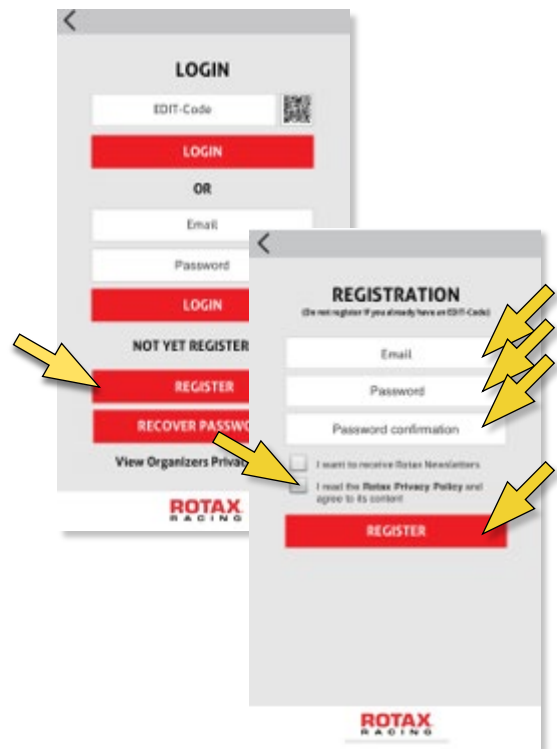 LOGIN
EDIT-Code
LOGIN
OR
Email
Password
LOGIN
NOT YET REGISTER
REGISTER
RECOVER PASSWO
View Organizers Privac
ROTAX
RACING
REGISTRATION
(Do not register if you already have an EDIT-Code)
Email
Password
Password confirmation
I want to receive Rotax Newsletters
I read the Rotax Privacy Policy and
agree to its content
REGISTER
ROTAX
RACING